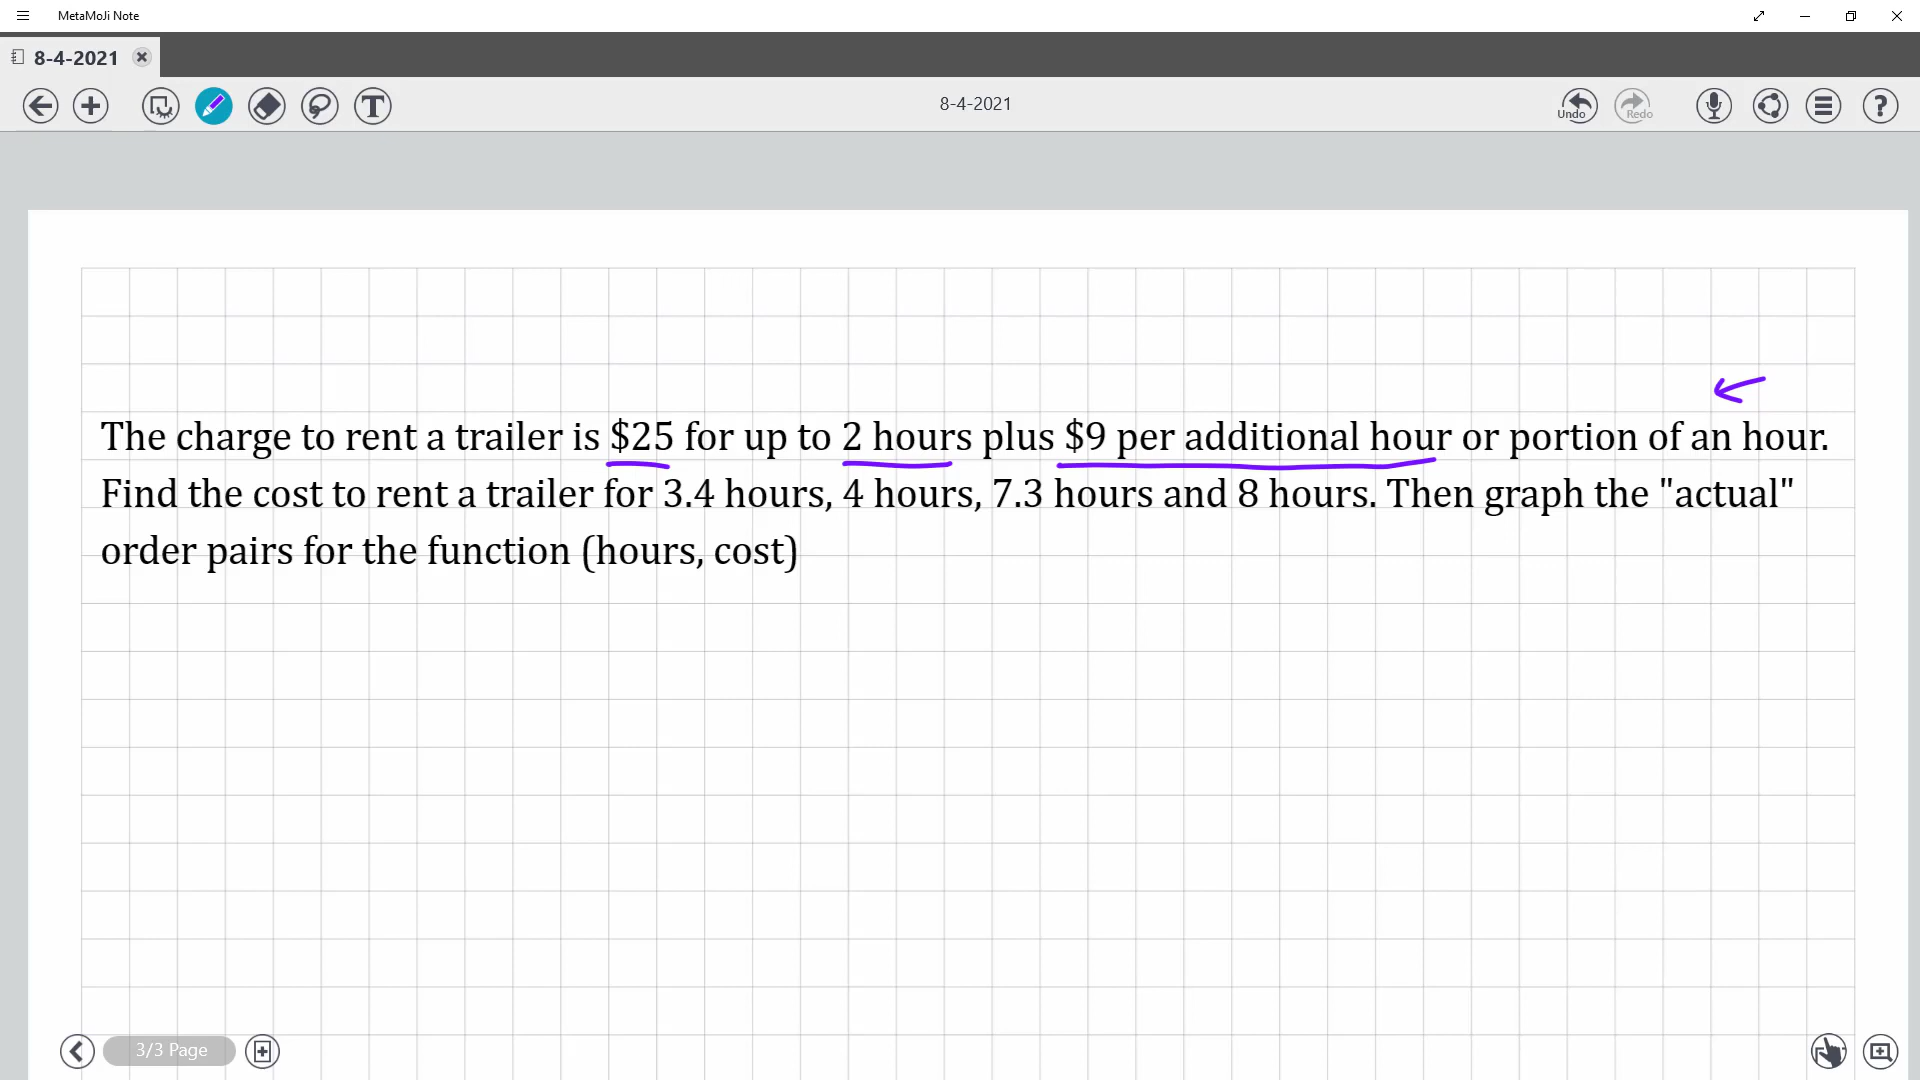 MetaMoJi Note
8-4-2021
8-4-2021
Undo
Redo
The charge to rent a trailer is $25 for up to 2 hours plus $9 per additional hour or portion of an hour.
Find the cost to rent a trailer for 3.4 hours, 4 hours, 7.3 hours and 8 hours. Then graph the "actual"
order pairs for the function (hours, cost)
3/3 Page